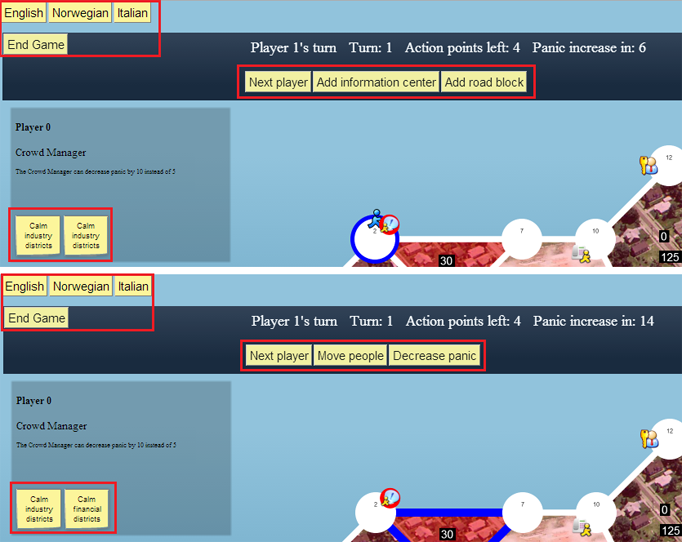 English Norwegian Italian
End Game
Player 1's turn Turn: 1 Action points left: 4 Panic increase in: 6
Next player Add information center Add road block
Player 0
Crowd Manager
The Crowd Manager can decrease panic by 10 instead of 5
Calm industry districts
Calm industry districts
2
7
10
12
30
0
125
English Norwegian Italian
End Game
Player 1's turn Turn: 1 Action points left: 4 Panic increase in: 14
Next player Move people Decrease panic
Player 0
Crowd Manager
The Crowd Manager can decrease panic by 10 instead of 5
Calm industry districts
Calm financial districts
2
7
10
12
30
0
125